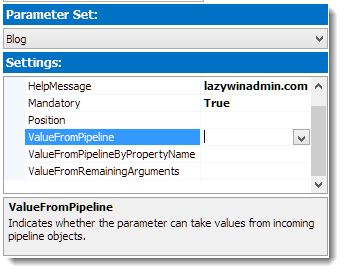 Parameter Set:
Blog
Settings:
HelpMessage lazywinadmin.com
Mandatory True
Position
ValueFromPipeline
ValueFromPipelineByPropertyName
ValueFromRemainingArguments
ValueFromPipeline
Indicates whether the parameter can take values from incoming
pipeline objects.